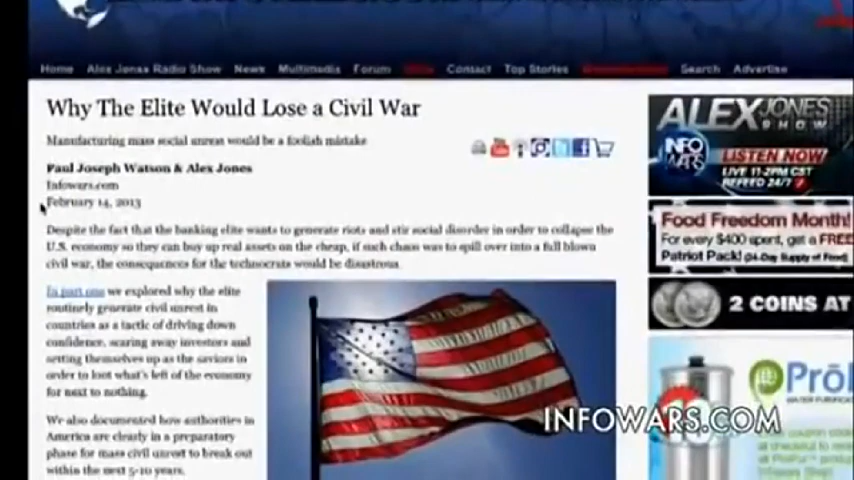 Home Alex Jones Radio Show News Multimedia Forum Contact Top Stories Search Advertise
Why The Elite Would Lose a Civil War
Manufacturing mass social unrest would be a foolish mistake
Paul Joseph Watson & Alex Jones
Infowars.com
February 14, 2013
Despite the fact that the banking elite wants to generate riots and stir social disorder in order to collapse the
U.S. economy so they can buy up real assets on the cheap, if such chaos was to spill over into a full blown
civil war, the consequences for the technocrats would be disastrous.
In part one we explored why the elite
routinely generate civil unrest in
countries as a tactic of driving down
confidence, scaring away investors and
setting themselves up as the saviors in
order to loot what's left of the economy
for next to nothing.
We also documented how authorities in
America are clearly in a preparatory
phase for mass civil unrest to break out
within the next 5-10 years.
ALEX JONES
SHOW
INFO
WARS
LISTEN NOW
LIVE 11-2PM CST
REFEED 24/7
Food Freedom Month!
For every $400 spent, get a FREE
Patriot Pack! (24-Day Supply of Food)
2 COINS AT
INFOWARS.COM